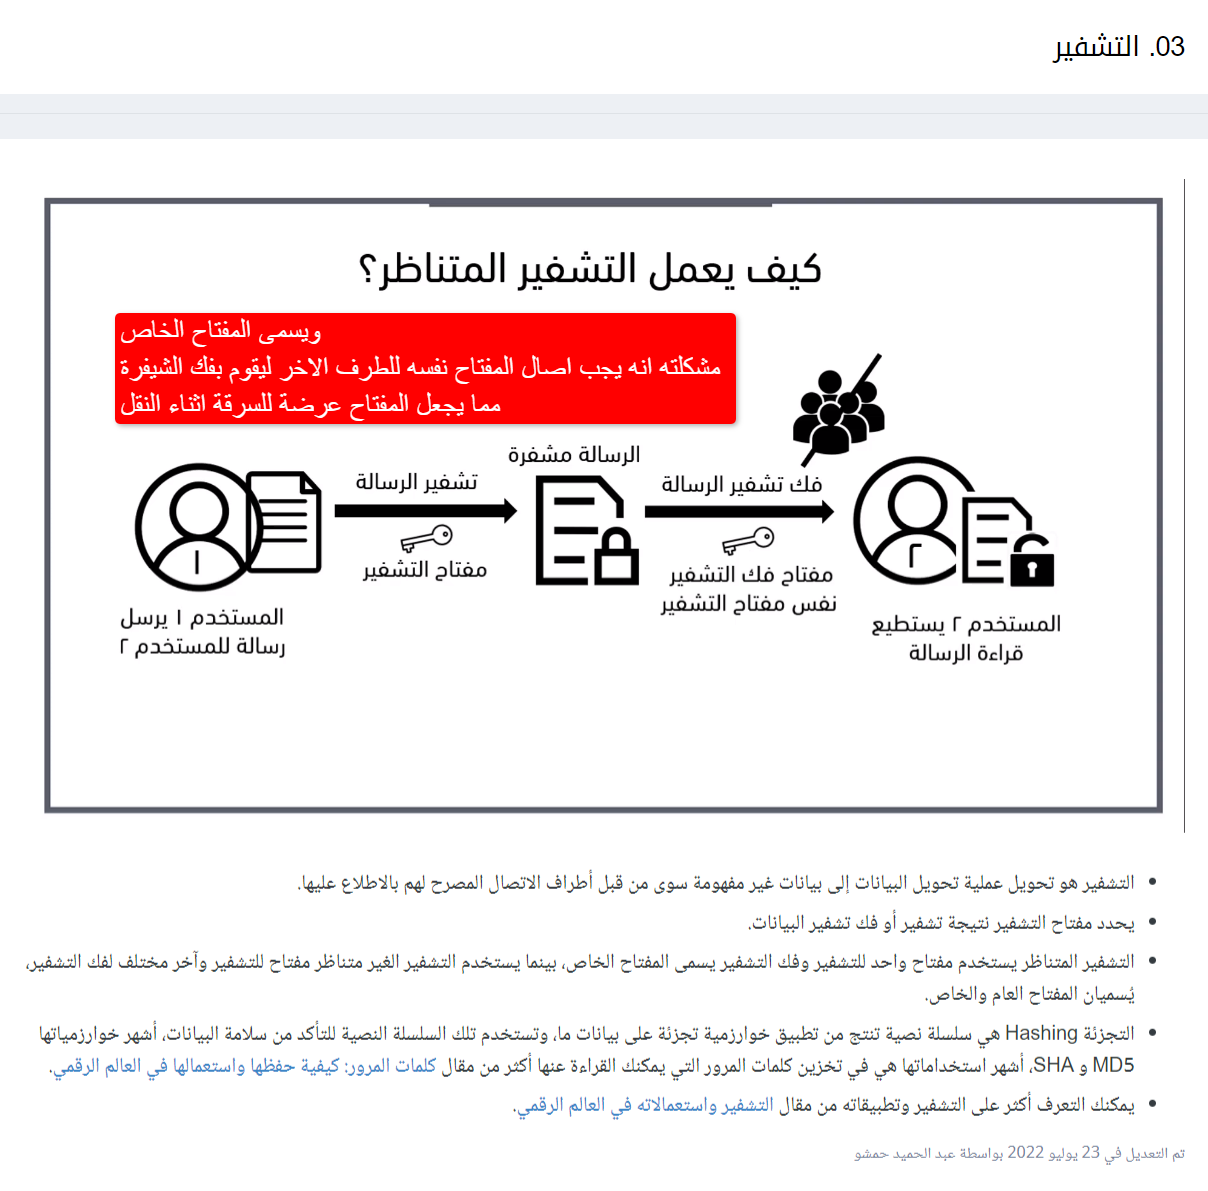 03. التشفير
كيف يعمل التشفير المتناظر؟
ويسمى المفتاح الخاص
مشكلته انه يجب اصال المفتاح نفسه للطرف الاخر ليقوم بفك الشيفرة
مما يجعل المفتاح عرضة للسرقة اثناء النقل
١
المستخدم ١ يرسل
رسالة للمستخدم ٢
تشفير الرسالة
مفتاح التشفير
الرسالة مشفرة
فك تشفير الرسالة
مفتاح فك التشفير
نفس مفتاح التشفير
٢
المستخدم ٢ يستطيع
قراءة الرسالة
التشفير هو تحويل عملية تحويل البيانات إلى بيانات غير مفهومة سوى من قبل أطراف الاتصال المصرح لهم بالاطلاع عليها.
يحدد مفتاح التشفير نتيجة تشفير أو فك تشفير البيانات.
التشفير المتناظر يستخدم مفتاح واحد للتشفير وفك التشفير يسمى المفتاح الخاص، بينما يستخدم التشفير الغير متناظر مفتاح للتشفير وآخر مختلف لفك التشفير،
يُسميان المفتاح العام والخاص.
التجزئة Hashing هي سلسلة نصية تنتج من تطبيق خوارزمية تجزئة على بيانات ما، وتستخدم تلك السلسلة النصية للتأكد من سلامة البيانات، أشهر خوارزمياتها
MD5 و SHA، أشهر استخداماتها هي في تخزين كلمات المرور التي يمكنك القراءة عنها أكثر من مقال كلمات المرور: كيفية حفظها واستعمالها في العالم الرقمي.
يمكنك التعرف أكثر على التشفير وتطبيقاته من مقال التشفير واستعمالاته في العالم الرقمي.
تم التعديل في 23 يوليو 2022 بواسطة عبد الحميد حمشو